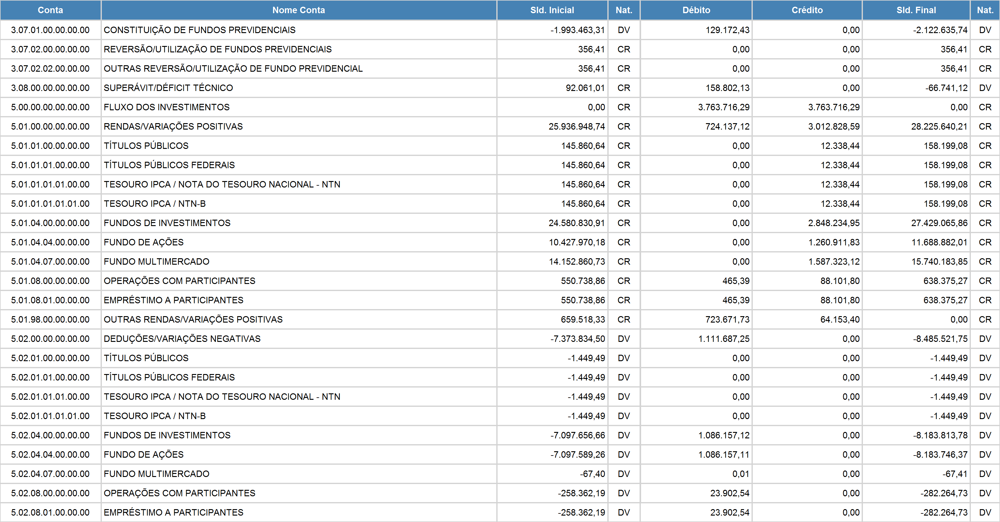 Conta Nome Conta Sld. Inicial Nat. Débito Crédito Sld. Final Nat.
3.07.01.00.00.00.00 CONSTITUIÇÃO DE FUNDOS PREVIDENCIAIS -1.993.463,31 DV 129.172,43 0,00 -2.122.635,74 DV
3.07.02.00.00.00.00 REVERSÃO/UTILIZAÇÃO DE FUNDOS PREVIDENCIAIS 356,41 CR 0,00 0,00 356,41 CR
3.07.02.02.00.00.00 OUTRAS REVERSÃO/UTILIZAÇÃO DE FUNDO PREVIDENCIAL 356,41 CR 0,00 0,00 356,41 CR
3.08.00.00.00.00.00 SUPERÁVIT/DÉFICIT TÉCNICO 92.061,01 CR 158.802,13 0,00 -66.741,12 DV
5.00.00.00.00.00.00 FLUXO DOS INVESTIMENTOS 0,00 CR 3.763.716,29 3.763.716,29 0,00 CR
5.01.00.00.00.00.00 RENDAS/VARIAÇÕES POSITIVAS 25.936.948,74 CR 724.137,12 3.012.828,59 28.225.640,21 CR
5.01.01.00.00.00.00 TÍTULOS PÚBLICOS 145.860,64 CR 0,00 12.338,44 158.199,08 CR
5.01.01.01.00.00.00 TÍTULOS PÚBLICOS FEDERAIS 145.860,64 CR 0,00 12.338,44 158.199,08 CR
5.01.01.01.01.00.00 TESOURO IPCA / NOTA DO TESOURO NACIONAL - NTN 145.860,64 CR 0,00 12.338,44 158.199,08 CR
5.01.01.01.01.01.00 TESOURO IPCA / NTN-B 145.860,64 CR 0,00 12.338,44 158.199,08 CR
5.01.04.00.00.00.00 FUNDOS DE INVESTIMENTOS 24.580.830,91 CR 0,00 2.848.234,95 27.429.065,86 CR
5.01.04.04.00.00.00 FUNDO DE AÇÕES 10.427.970,18 CR 0,00 1.260.911,83 11.688.882,01 CR
5.01.04.07.00.00.00 FUNDO MULTIMERCADO 14.152.860,73 CR 0,00 1.587.323,12 15.740.183,85 CR
5.01.08.00.00.00.00 OPERAÇÕES COM PARTICIPANTES 550.738,86 CR 465,39 88.101,80 638.375,27 CR
5.01.08.01.00.00.00 EMPRÉSTIMO A PARTICIPANTES 550.738,86 CR 465,39 88.101,80 638.375,27 CR
5.01.98.00.00.00.00 OUTRAS RENDAS/VARIAÇÕES POSITIVAS 659.518,33 CR 723.671,73 64.153,40 0,00 CR
5.02.00.00.00.00.00 DEDUÇÕES/VARIAÇÕES NEGATIVAS -7.373.834,50 DV 1.111.687,25 0,00 -8.485.521,75 DV
5.02.01.00.00.00.00 TÍTULOS PÚBLICOS -1.449,49 DV 0,00 0,00 -1.449,49 DV
5.02.01.01.00.00.00 TÍTULOS PÚBLICOS FEDERAIS -1.449,49 DV 0,00 0,00 -1.449,49 DV
5.02.01.01.01.00.00 TESOURO IPCA / NOTA DO TESOURO NACIONAL - NTN -1.449,49 DV 0,00 0,00 -1.449,49 DV
5.02.01.01.01.01.00 TESOURO IPCA / NTN-B -1.449,49 DV 0,00 0,00 -1.449,49 DV
5.02.04.00.00.00.00 FUNDOS DE INVESTIMENTOS -7.097.656,66 DV 1.086.157,12 0,00 -8.183.813,78 DV
5.02.04.04.00.00.00 FUNDO DE AÇÕES -7.097.589,26 DV 1.086.157,11 0,00 -8.183.746,37 DV
5.02.04.07.00.00.00 FUNDO MULTIMERCADO -67,40 DV 0,01 0,00 -67,41 DV
5.02.08.00.00.00.00 OPERAÇÕES COM PARTICIPANTES -258.362,19 DV 23.902,54 0,00 -282.264,73 DV
5.02.08.01.00.00.00 EMPRÉSTIMO A PARTICIPANTES -258.362,19 DV 23.902,54 0,00 -282.264,73 DV